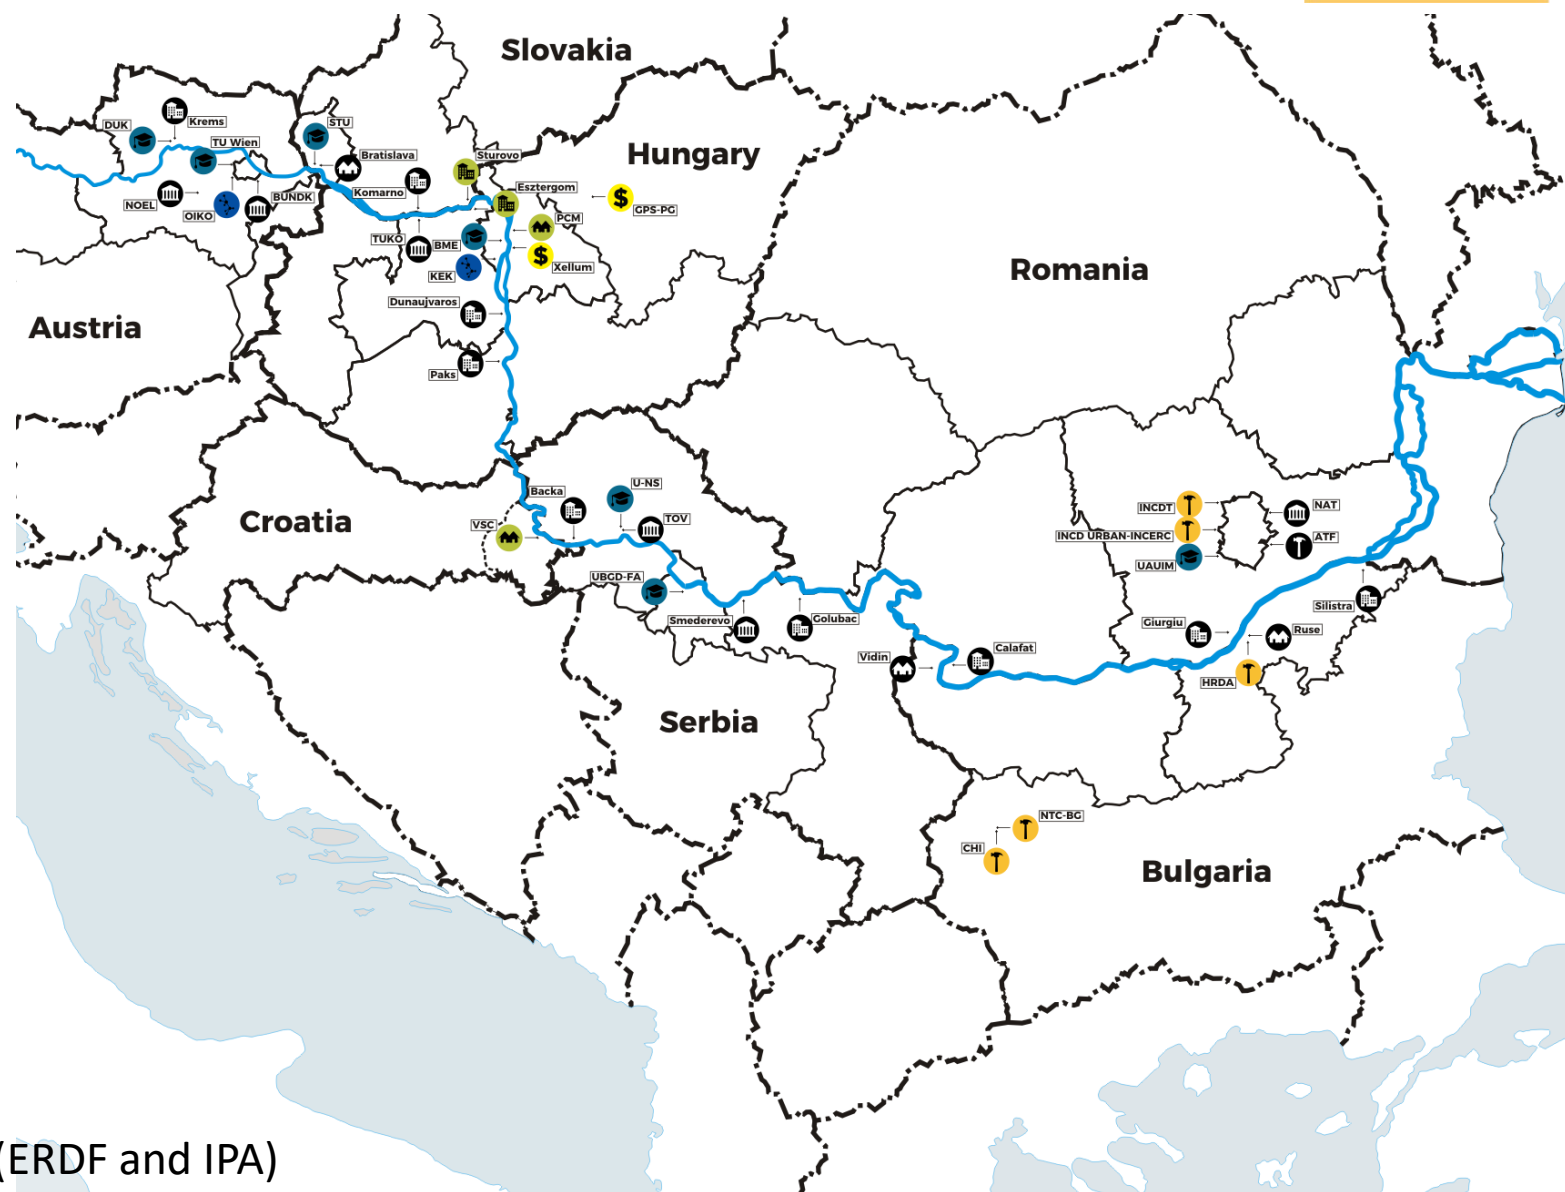 Slovakia
Krems
DUK
STU
TU Wien
Bratislava
Sturovo
Hungary
Komarno
Esztergom
NOEL
OIKO
BUNDK
GPS-PG
PCM
TUKO
BME
Xellum
KEK
Romania
Dunaujvaros
Austria
Paks
U-NS
Backa
INCDT
NAT
Croatia
VSC
TOV
INCD URBAN-INCERC
ATF
UAUIM
UBGD-FA
Silistra
Smederevo
Golubac
Giurgiu
Ruse
Vidin
Calafat
HRDA
Serbia
NTC-BG
CHI
Bulgaria
(ERDF and IPA)